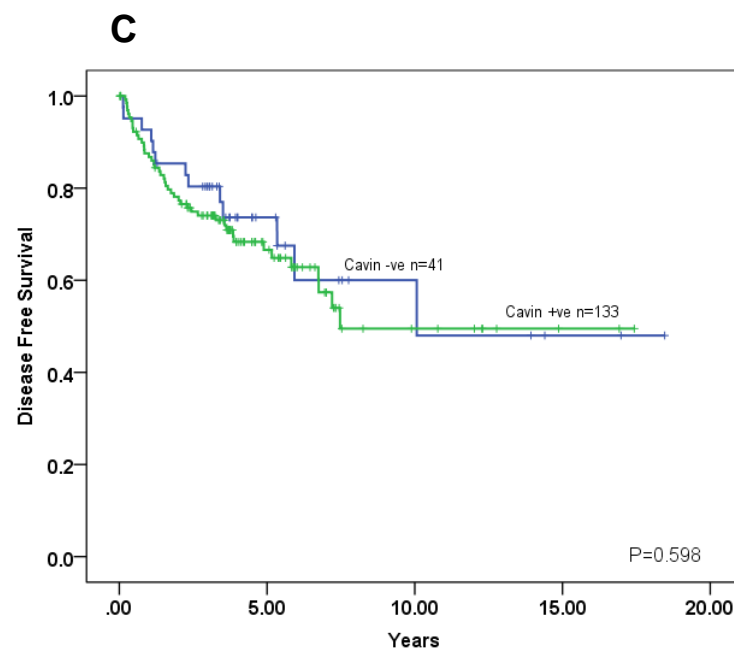 C
1.0
0.8
0.6
0.4
0.2
0.0
Disease Free Survival
Cavin -ve n=41
Cavin +ve n=133
P=0.598
.00 5.00 10.00 15.00 20.00
Years